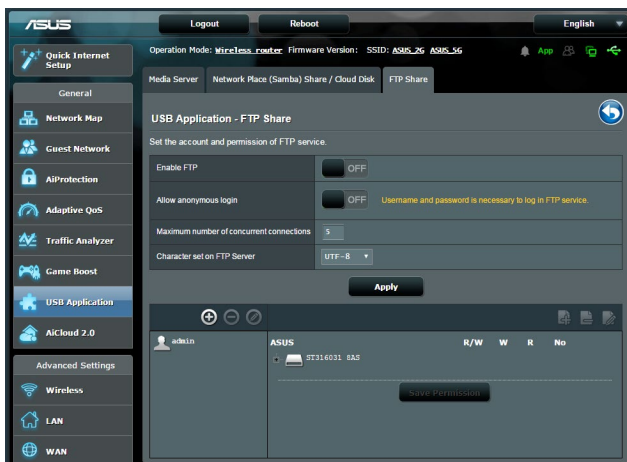 ASUS
Logout
Reboot
English
Quick Internet
Setup
Operation Mode: Wireless router Firmware Version: SSID: ASUS_2G ASUS_5G
App
Media Server
Network Place (Samba) Share / Cloud Disk
FTP Share
General
Network Map
Guest Network
AiProtection
Adaptive QoS
Traffic Analyzer
Game Boost
USB Application
AiCloud 2.0
Advanced Settings
Wireless
LAN
WAN
USB Application - FTP Share
Set the account and permission of FTP service.
Enable FTP
OFF
Allow anonymous login
OFF
Username and password is necessary to log in FTP service.
Maximum number of concurrent connections
5
Character set on FTP Server
UTF-8
Apply
admin
ASUS
R/W W R No
ST316031 8AS
Save Permission